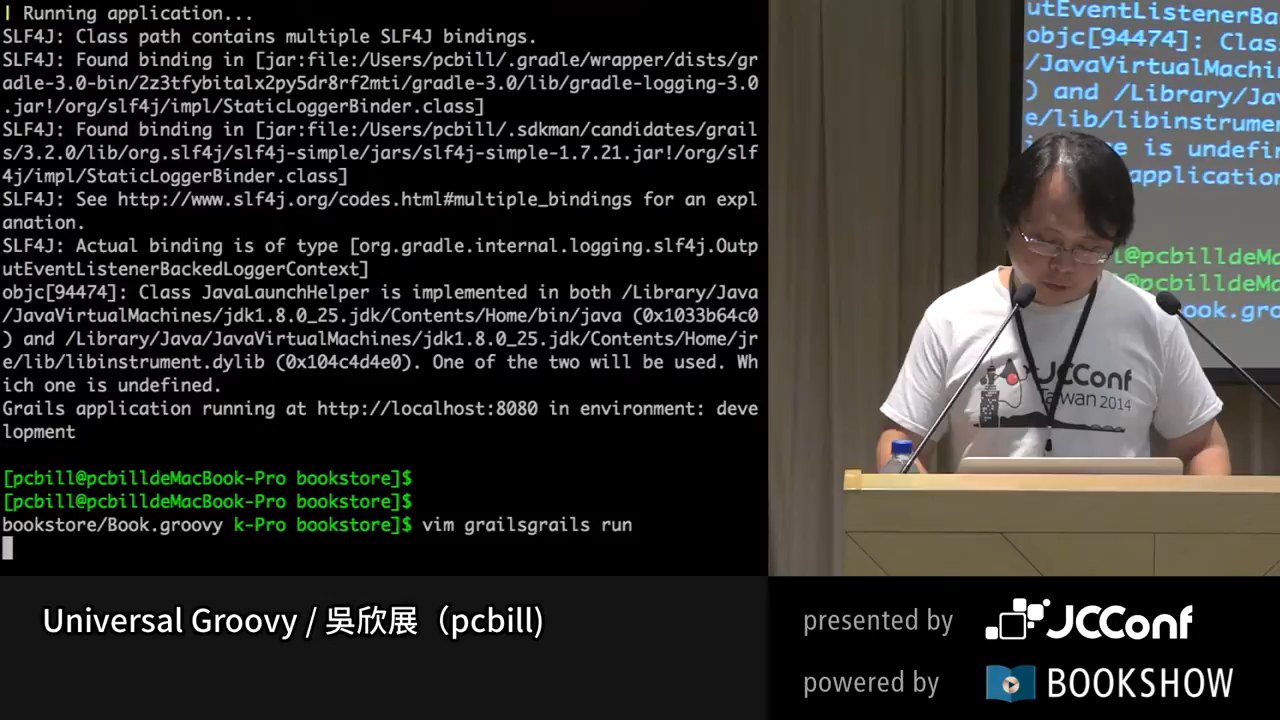 | Running application...
SLF4J: Class path contains multiple SLF4J bindings.
SLF4J: Found binding in [jar:file:/Users/pcbill/.gradle/wrapper/dists/gr
adle-3.0-bin/2z3tfybitalx2py5dr8rf2mti/gradle-3.0/lib/gradle-logging-3.0
.jar!/org/slf4j/impl/StaticLoggerBinder.class]
SLF4J: Found binding in [jar:file:/Users/pcbill/.sdkman/candidates/grail
s/3.2.0/lib/org.slf4j/slf4j-simple/jars/slf4j-simple-1.7.21.jar!/org/slf
4j/impl/StaticLoggerBinder.class]
SLF4J: See http://www.slf4j.org/codes.html#multiple_bindings for an expl
anation.
SLF4J: Actual binding is of type [org.gradle.internal.logging.slf4j.Outp
utEventListenerBackedLoggerContext]
objc[94474]: Class JavaLaunchHelper is implemented in both /Library/Java
/JavaVirtualMachines/jdk1.8.0_25.jdk/Contents/Home/bin/java (0x1033b64c0
) and /Library/Java/JavaVirtualMachines/jdk1.8.0_25.jdk/Contents/Home/jr
e/lib/libinstrument.dylib (0x104c4d4e0). One of the two will be used. Wh
ich one is undefined.
Grails application running at http://localhost:8080 in environment: deve
lopment
[pcbill@pcbilldeMacBook-Pro bookstore]$
[pcbill@pcbilldeMacBook-Pro bookstore]$
bookstore/Book.groovy k-Pro bookstore]$ vim grailsgrails run
utEventListenerBa
objc[94474]: Clas
/JavaVirtualMachi
) and /Library/Ja
e/lib/libinstrume
ne is undefi
application
l@pcbilldeMa
@pcbilldeMa
ook.gro
JCConf
Taiwan 2014
Universal Groovy / 吳欣展（pcbill)
presented by JCConf
powered by BOOKSHOW